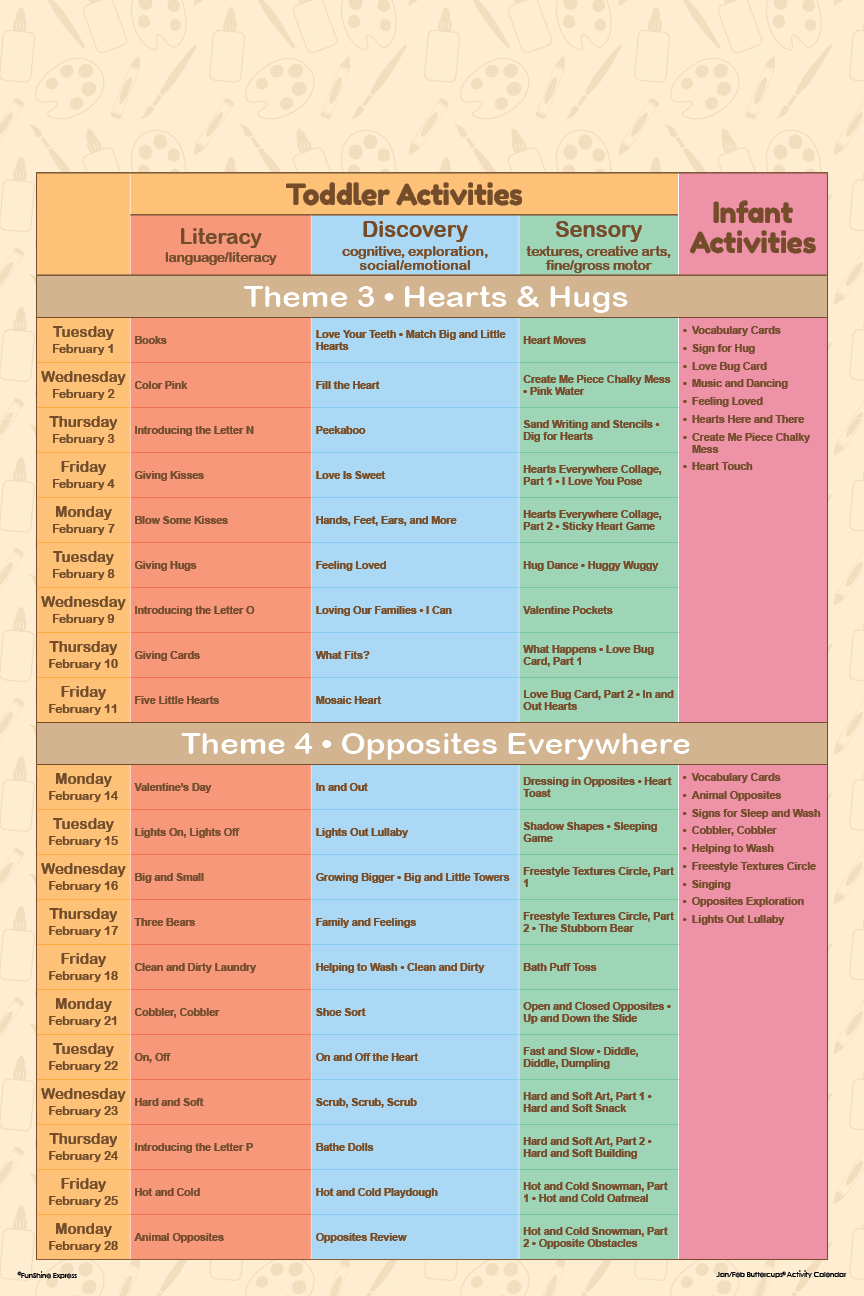 Toddler Activities
Infant
Activities
Literacy
language/literacy
Discovery
cognitive, exploration,
social/emotional
Sensory
textures, creative arts,
fine/gross motor
Theme 3 • Hearts & Hugs
Tuesday
February 1
Books
Love Your Teeth • Match Big and Little
Hearts
Heart Moves
Wednesday
February 2
Color Pink
Fill the Heart
Create Me Piece Chalky Mess
• Pink Water
Thursday
February 3
Introducing the Letter N
Peekaboo
Sand Writing and Stencils •
Dig for Hearts
Friday
February 4
Giving Kisses
Love Is Sweet
Hearts Everywhere Collage,
Part 1 • I Love You Pose
Monday
February 7
Blow Some Kisses
Hands, Feet, Ears, and More
Hearts Everywhere Collage,
Part 2 • Sticky Heart Game
Tuesday
February 8
Giving Hugs
Feeling Loved
Hug Dance • Huggy Wuggy
Wednesday
February 9
Introducing the Letter O
Loving Our Families • I Can
Valentine Pockets
Thursday
February 10
Giving Cards
What Fits?
What Happens • Love Bug
Card, Part 1
Friday
February 11
Five Little Hearts
Mosaic Heart
Love Bug Card, Part 2 • In and
Out Hearts
• Vocabulary Cards
• Sign for Hug
• Love Bug Card
• Music and Dancing
• Feeling Loved
• Hearts Here and There
• Create Me Piece Chalky
Mess
• Heart Touch
Theme 4 • Opposites Everywhere
Monday
February 14
Valentine's Day
In and Out
Dressing in Opposites • Heart
Toast
Tuesday
February 15
Lights On, Lights Off
Lights Out Lullaby
Shadow Shapes • Sleeping
Game
Wednesday
February 16
Big and Small
Growing Bigger • Big and Little Towers
Freestyle Textures Circle, Part
1
Thursday
February 17
Three Bears
Family and Feelings
Freestyle Textures Circle, Part
2 • The Stubborn Bear
Friday
February 18
Clean and Dirty Laundry
Helping to Wash • Clean and Dirty
Bath Puff Toss
Monday
February 21
Cobbler, Cobbler
Shoe Sort
Open and Closed Opposites •
Up and Down the Slide
Tuesday
February 22
On, Off
On and Off the Heart
Fast and Slow • Diddle,
Diddle, Dumpling
Wednesday
February 23
Hard and Soft
Scrub, Scrub, Scrub
Hard and Soft Art, Part 1 •
Hard and Soft Snack
Thursday
February 24
Introducing the Letter P
Bathe Dolls
Hard and Soft Art, Part 2 •
Hard and Soft Building
Friday
February 25
Hot and Cold
Hot and Cold Playdough
Hot and Cold Snowman, Part
1 • Hot and Cold Oatmeal
Monday
February 28
Animal Opposites
Opposites Review
Hot and Cold Snowman, Part
2 • Opposite Obstacles
• Vocabulary Cards
• Animal Opposites
• Signs for Sleep and Wash
• Cobbler, Cobbler
• Helping to Wash
• Freestyle Textures Circle
• Singing
• Opposites Exploration
• Lights Out Lullaby
©FunShine Express
Jan/Feb Buttercups® Activity Calendar